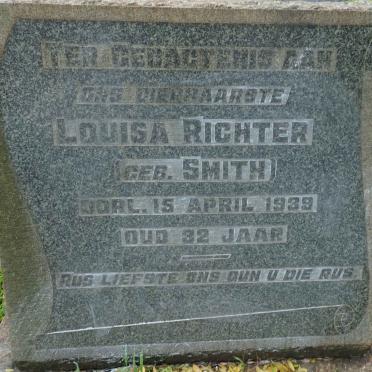 TER GEDAGTENIS AAN
ONS DIERBAARSTE
LOUISA RICHTER
(GEB. SMITH)
OORL. 15 APRIL 1939
OUD 32 JAAR
RUS LIEFSTE ONS GUN U DIE RUS.